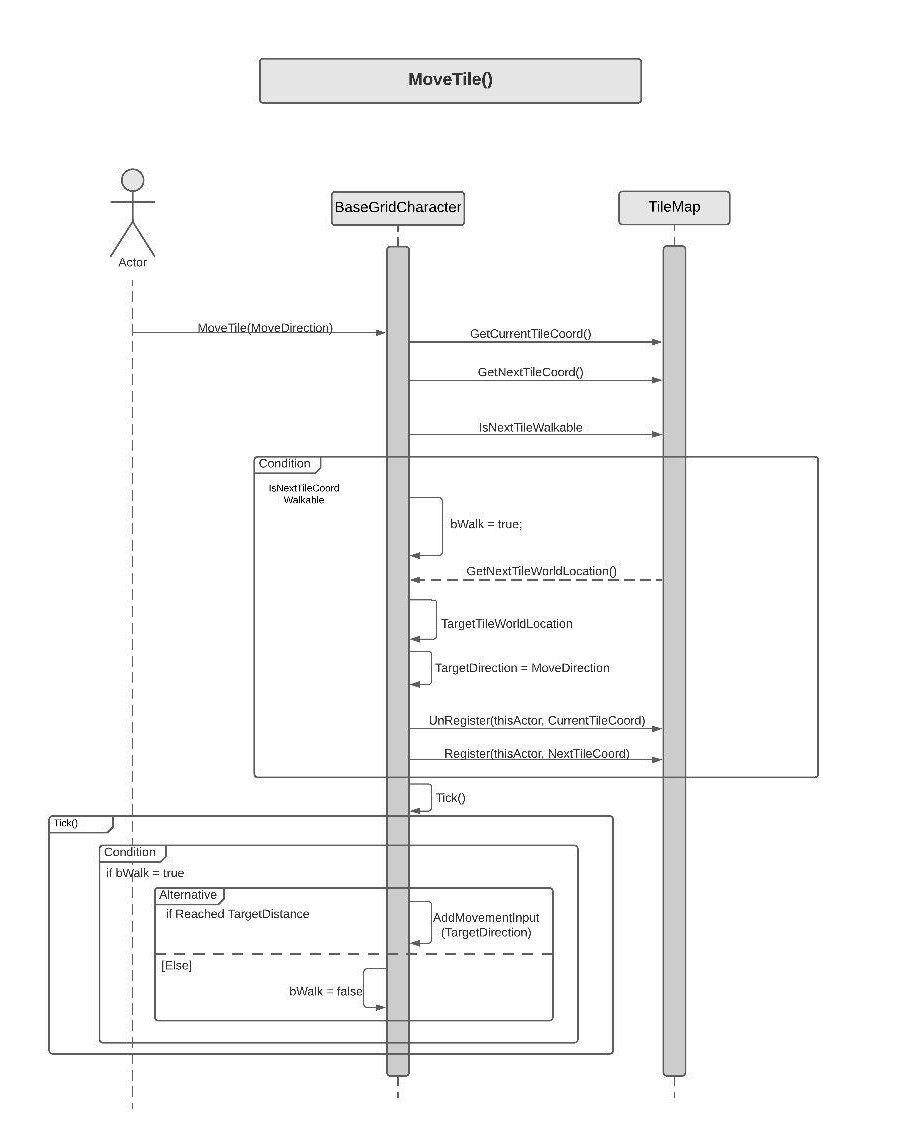 MoveTile()
Actor
BaseGridCharacter
TileMap
MoveTile(MoveDirection)
GetCurrentTileCoord()
GetNextTileCoord()
IsNextTileWalkable
Condition
IsNextTileCoord
Walkable
bWalk = true;
GetNextTileWorldLocation()
TargetTileWorldLocation
TargetDirection = MoveDirection
UnRegister(thisActor, CurrentTileCoord)
Register(thisActor, NextTileCoord)
Tick()
Tick()
Condition
if bWalk = true
Alternative
if Reached TargetDistance
AddMovementInput
(TargetDirection)
[Else]
bWalk = false